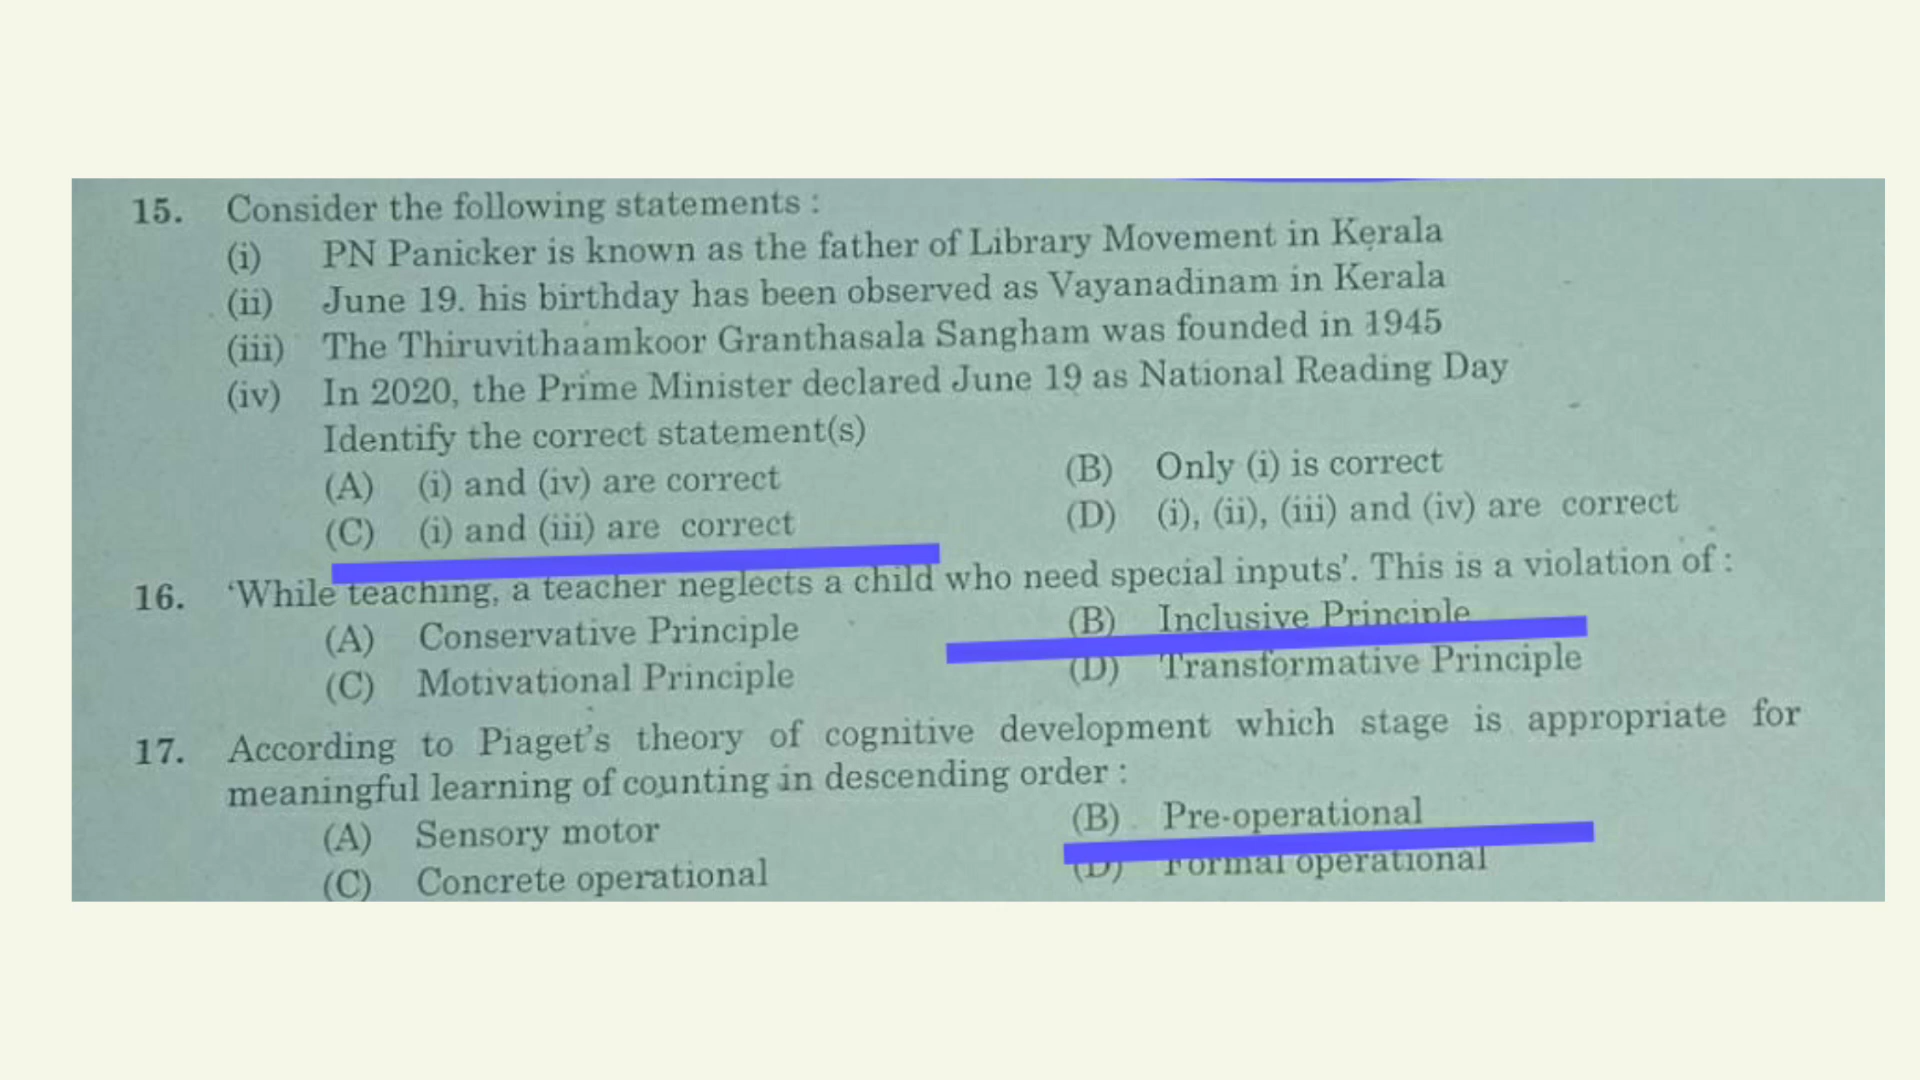 15. Consider the following statements :
(i) PN Panicker is known as the father of Library Movement in Kerala
(ii) June 19. his birthday has been observed as Vayanadinam in Kerala
(iii) The Thiruvithaamkoor Granthasala Sangham was founded in 1945
(iv) In 2020, the Prime Minister declared June 19 as National Reading Day
Identify the correct statement(s)
(A) (i) and (iv) are correct (B) Only (i) is correct
(C) (i) and (iii) are correct (D) (i), (ii), (iii) and (iv) are correct
16. ‘While teaching, a teacher neglects a child who need special inputs’. This is a violation of :
(A) Conservative Principle (B) Inclusive Principle
(C) Motivational Principle (D) Transformative Principle
17. According to Piaget’s theory of cognitive development which stage is appropriate for
meaningful learning of counting in descending order :
(A) Sensory motor (B) Pre-operational
(C) Concrete operational (D) Formal operational